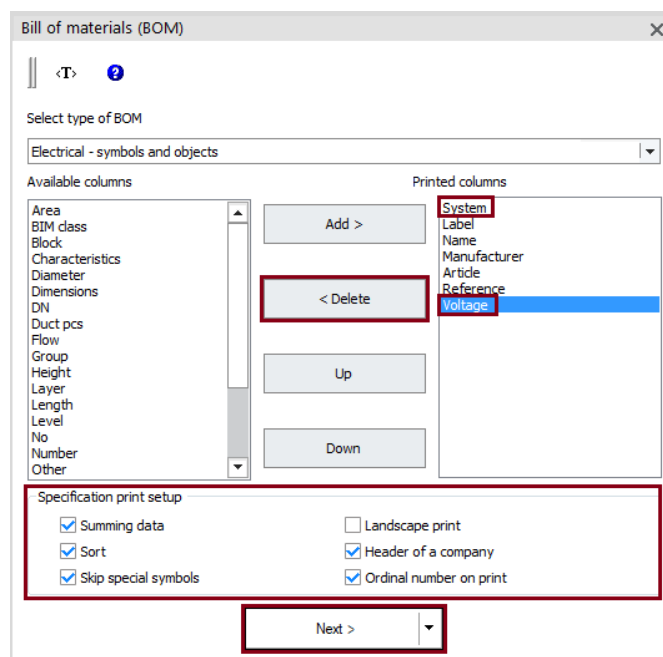 Bill of materials (BOM)
<T>
?
Select type of BOM
Electrical - symbols and objects
Available columns
Printed columns
Area
BIM class
Block
Characteristics
Diameter
Dimensions
DN
Duct pcs
Flow
Group
Height
Layer
Length
Level
No
Number
Other
Add >
< Delete
Up
Down
System
Label
Name
Manufacturer
Article
Reference
Voltage
Specification print setup
Summing data
Landscape print
Sort
Header of a company
Skip special symbols
Ordinal number on print
Next >